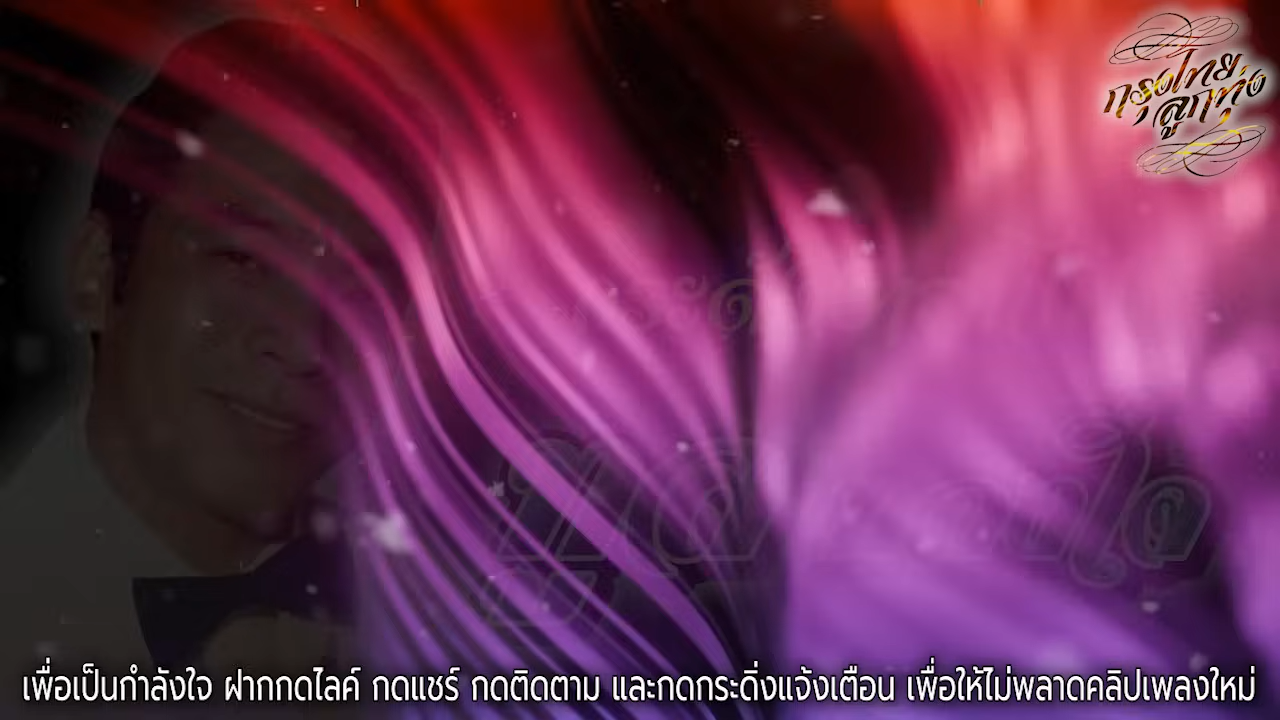 กรุงไทย
ลูกทุ่ง
เพื่อเป็นกำลังใจ ฝากกดไลค์ กดแชร์ กดติดตาม และกดกระดิ่งแจ้งเตือน เพื่อให้ไม่พลาดคลิปเพลงใหม่